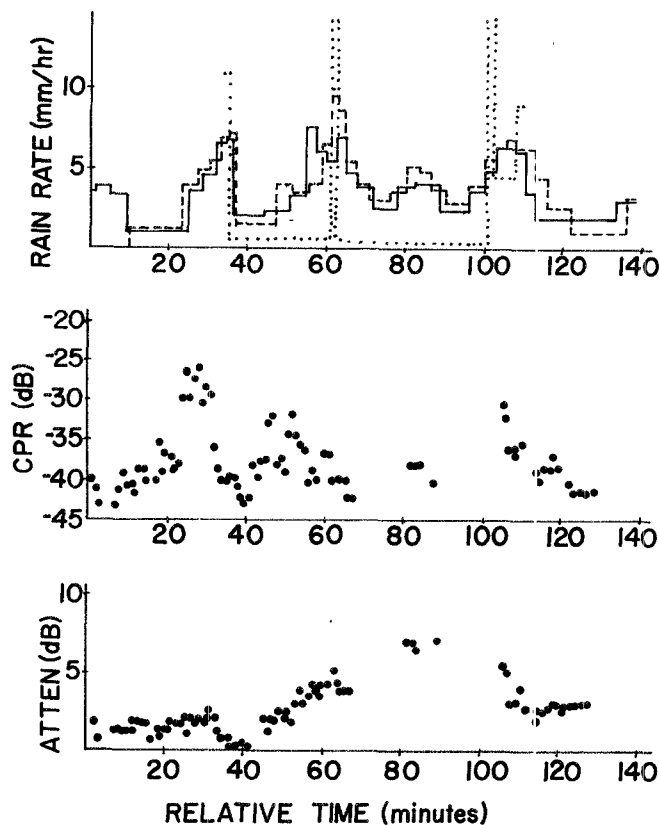 RAIN RATE (mm/hr)
10
5
20 40 60 80 100 120 140
CPR (dB)
-20
-25
-30
-35
-40
-45
20 40 60 80 100 120 140
ATTEN (dB)
10
5
20 40 60 80 100 120 140
RELATIVE TIME (minutes)